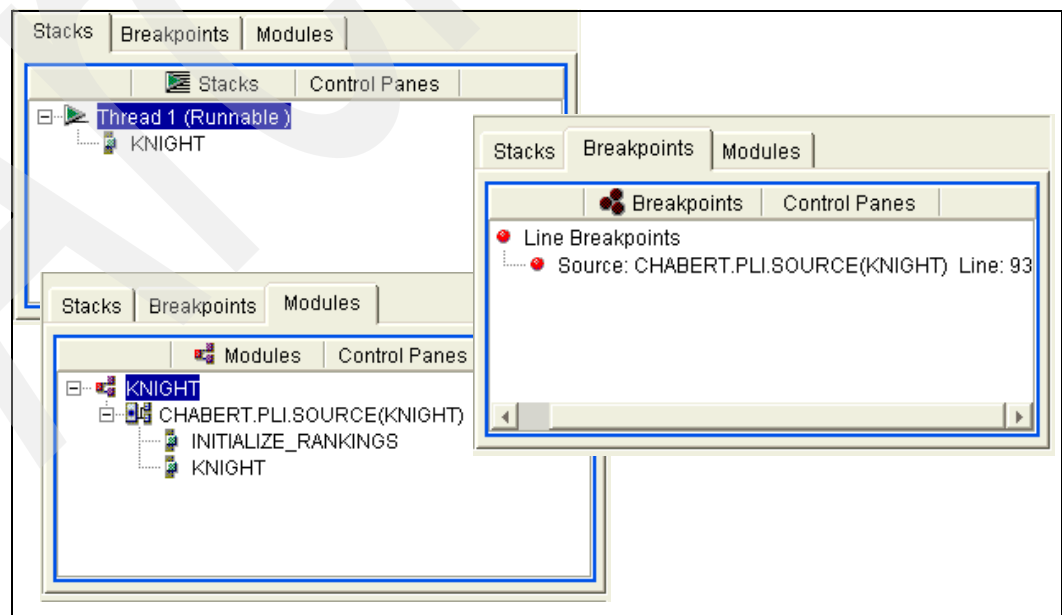 Stacks Breakpoints Modules
Stacks Control Panes
Thread 1 (Runnable )
KNIGHT
Stacks Breakpoints Modules
Breakpoints Control Panes
Line Breakpoints
Source: CHABERT.PLI.SOURCE(KNIGHT) Line: 93
Stacks Breakpoints Modules
Modules Control Panes
KNIGHT
CHABERT.PLI.SOURCE(KNIGHT)
INITIALIZE_RANKINGS
KNIGHT